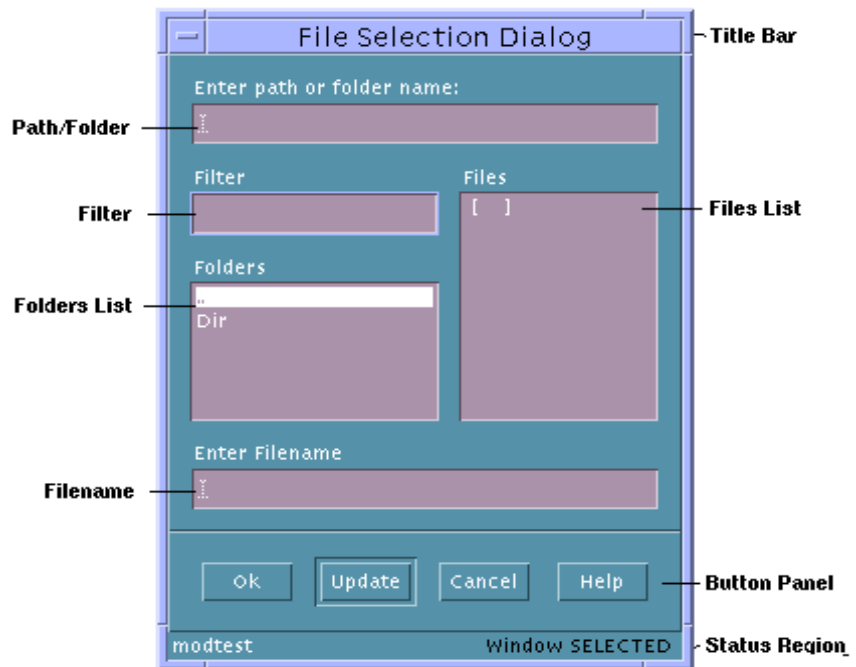 File Selection Dialog
Title Bar
Enter path or folder name:
Path/Folder
Filter
Files
Filter
[ ]
Files List
Folders
Folders List
..
Dir
Enter Filename
Filename
Ok
Update
Cancel
Help
Button Panel
modtest
Window SELECTED
Status Region